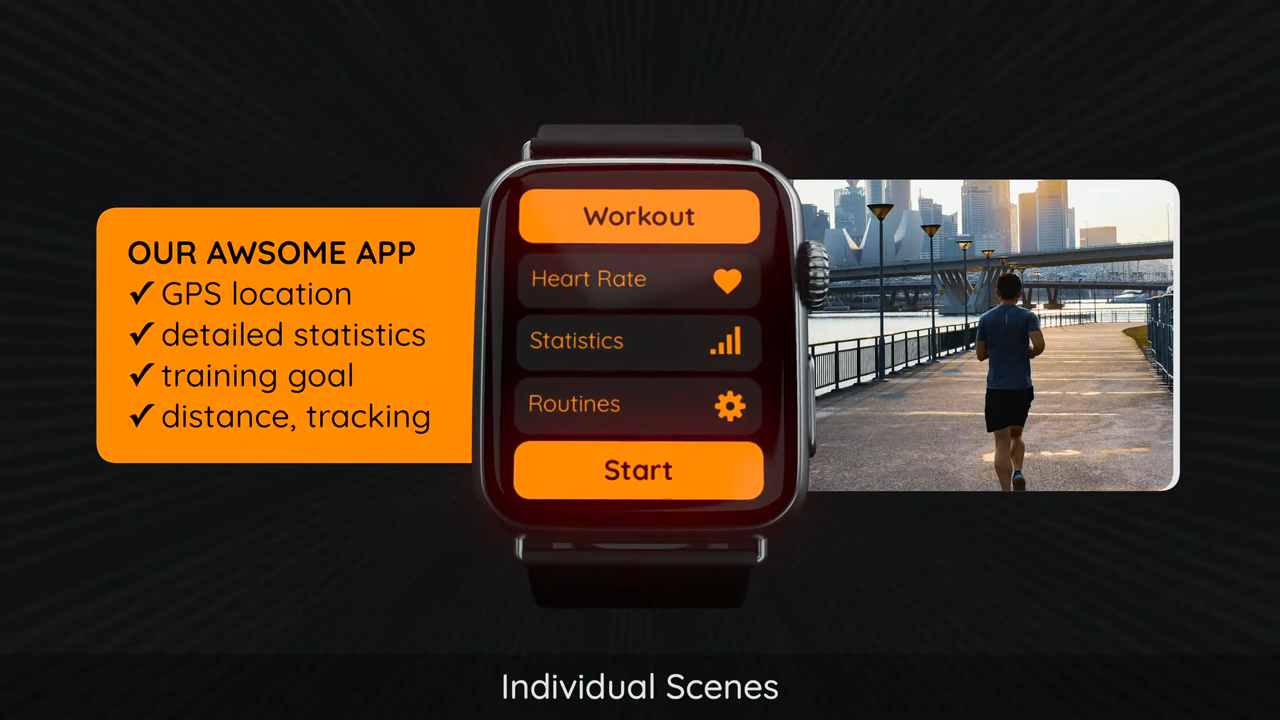 OUR AWSOME APP
✓ GPS location
✓ detailed statistics
✓ training goal
✓ distance, tracking
Workout
Heart Rate
Statistics
Routines
Start
Individual Scenes